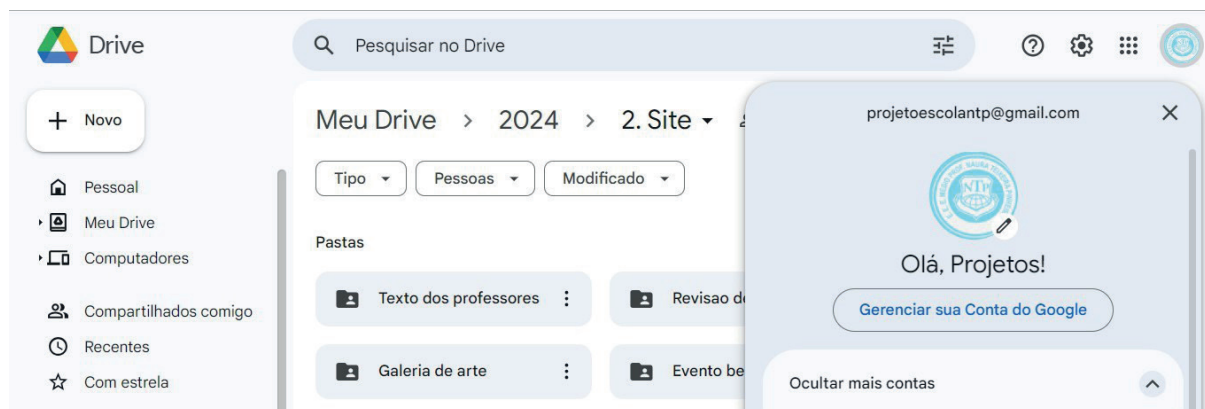 Drive
Pesquisar no Drive
Novo
Meu Drive > 2024 > 2. Site
projetoescolantp@gmail.com
Tipo Pessoas Modificado
Pessoal
Meu Drive
Computadores
Pastas
NTP
Olá, Projetos!
Texto dos professores
Revisao d
Gerenciar sua Conta do Google
Compartilhados comigo
Recentes
Galeria de arte
Evento be
Com estrela
Ocultar mais contas